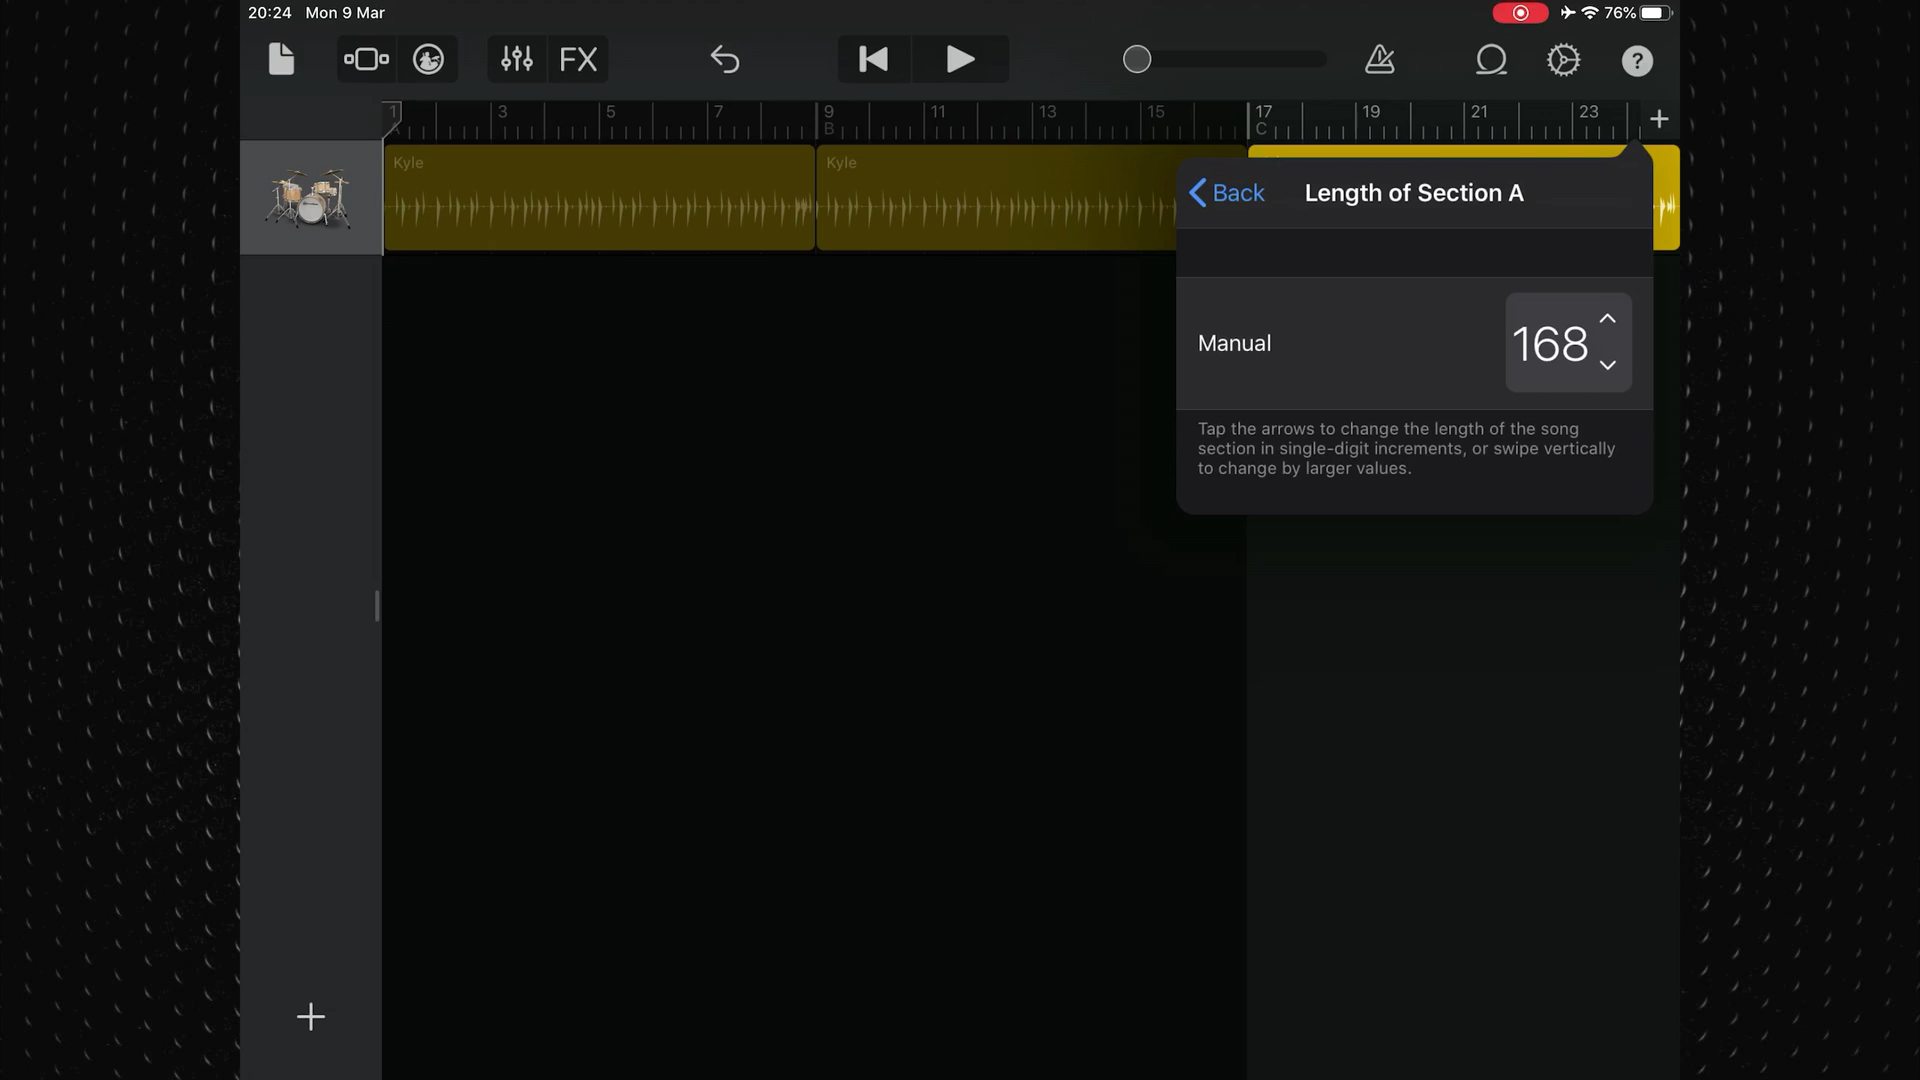 20:24 Mon 9 Mar
76%
FX
?
1 3 5 7 9 11 13 15 17 19 21 23 +
A B C
Kyle
Kyle
Back
Length of Section A
Manual
168
Tap the arrows to change the length of the song
section in single-digit increments, or swipe vertically
to change by larger values.
+